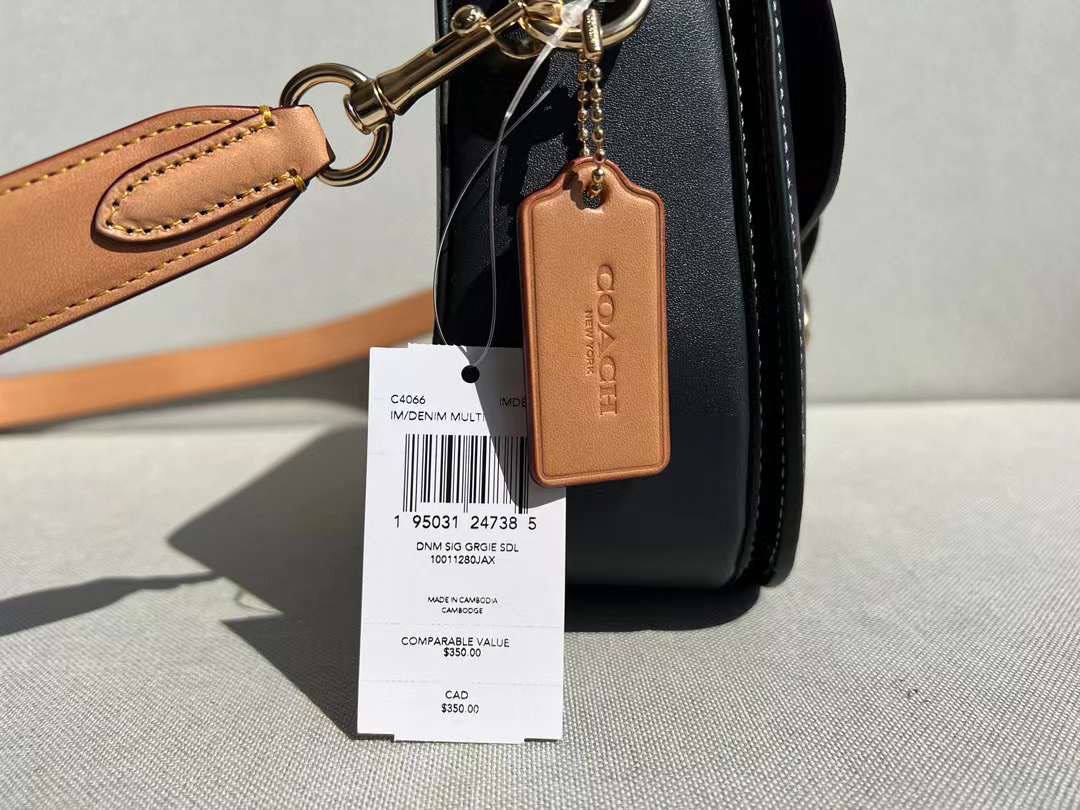 COACH
NEW YORK
C4066
IM/DENIM MULTI
1 95031 24738 5
DNM SIG GRGIE SDL
10011280JAX
MADE IN CAMBODIA
CAMBODGE
COMPARABLE VALUE
$350.00
CAD
$350.00